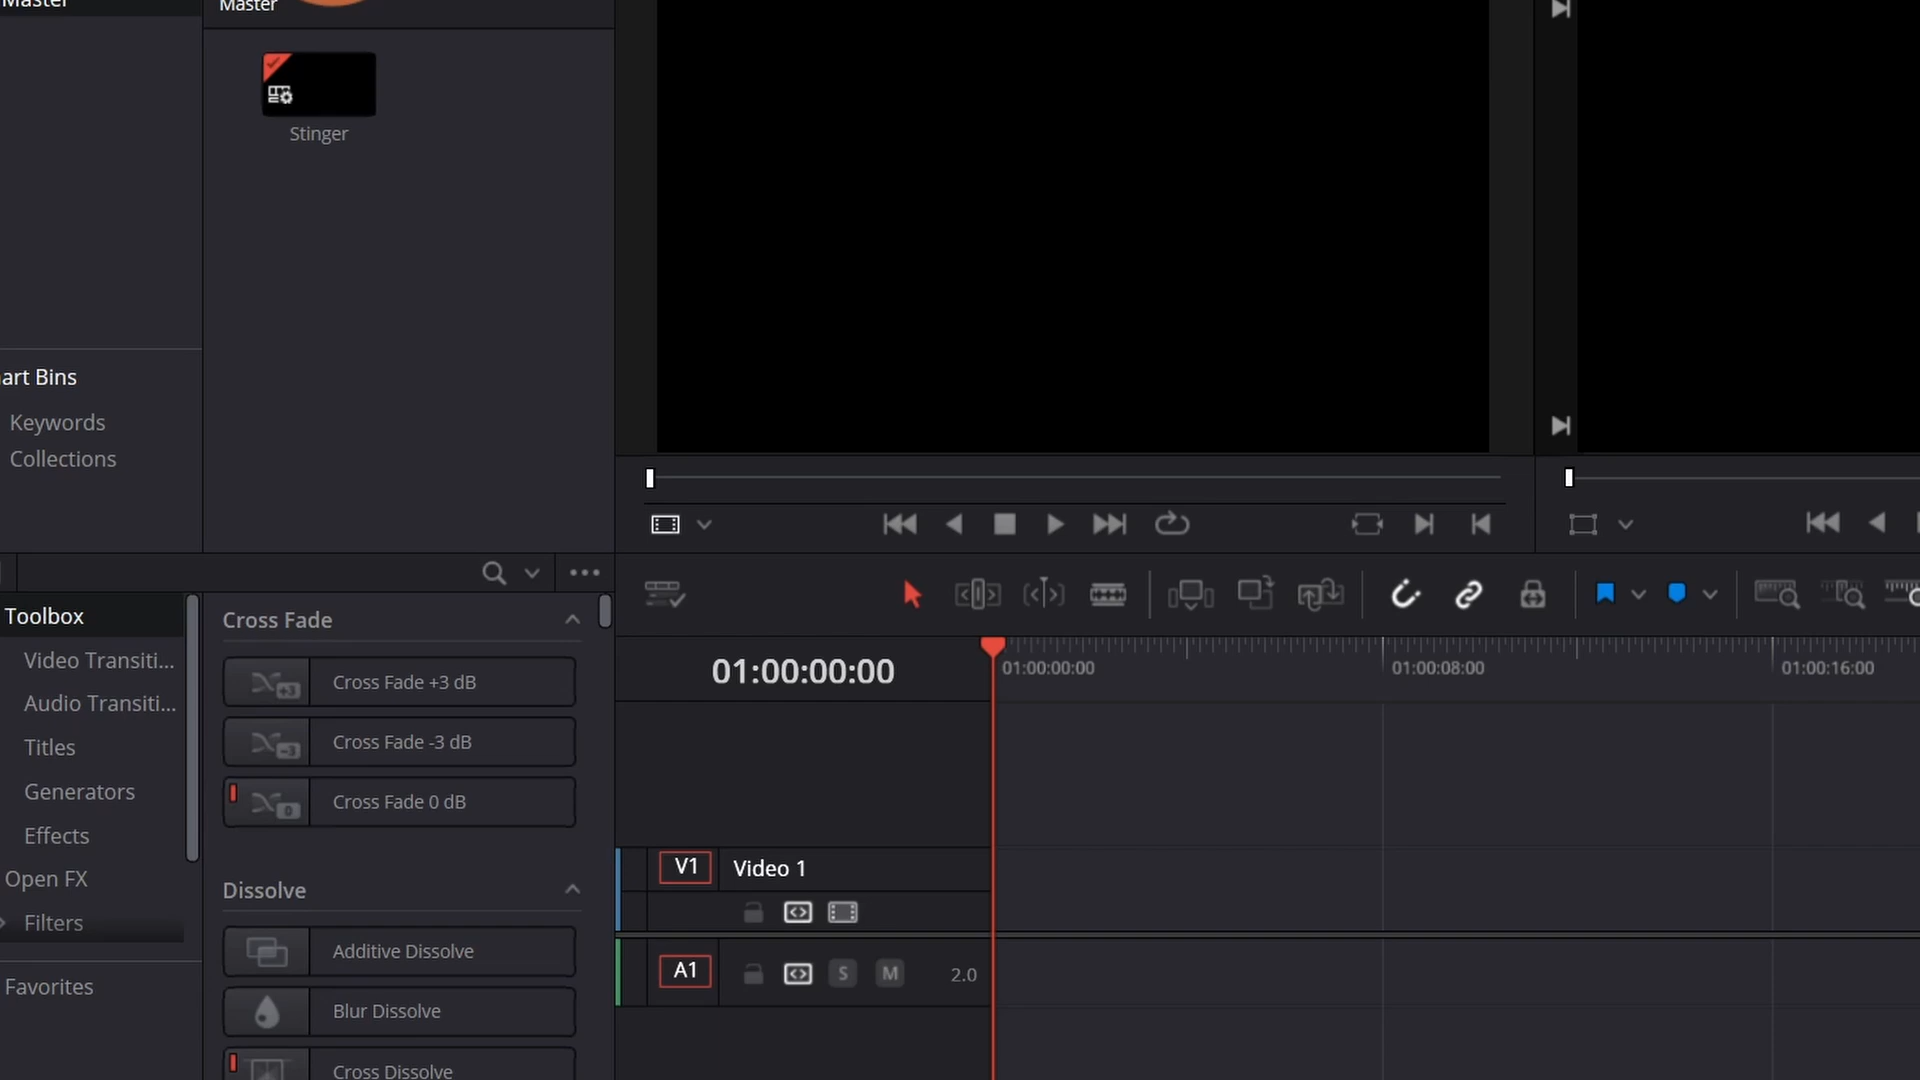 Master
Master
Stinger
art Bins
Keywords
Collections
Toolbox
Video Transiti...
Audio Transiti...
Titles
Generators
Effects
Open FX
Filters
Favorites
Cross Fade
+3
Cross Fade +3 dB
-3
Cross Fade -3 dB
0
Cross Fade 0 dB
Dissolve
Additive Dissolve
Blur Dissolve
Cross Dissolve
01:00:00:00
01:00:00:00
01:00:08:00
01:00:16:00
V1
Video 1
A1
S
M
2.0